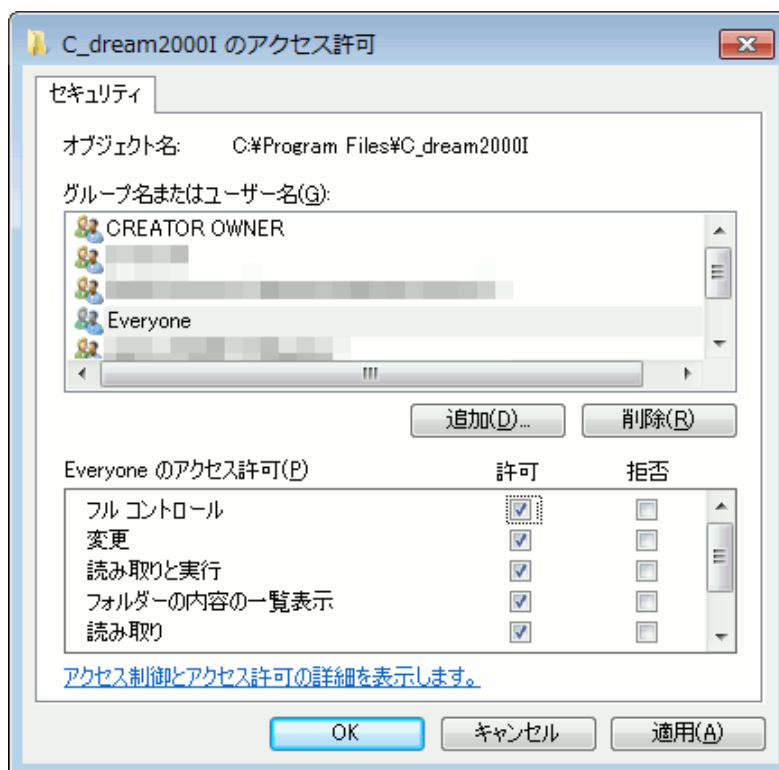 C_dream2000I のアクセス許可
セキュリティ
オブジェクト名: C:¥Program Files¥C_dream2000I
グループ名またはユーザー名(G):
CREATOR OWNER
Everyone
追加(D)... 削除(R)
Everyone のアクセス許可(P) 許可 拒否
フル コントロール
変更
読み取りと実行
フォルダーの内容の一覧表示
読み取り
アクセス制御とアクセス許可の詳細を表示します。
OK キャンセル 適用(A)